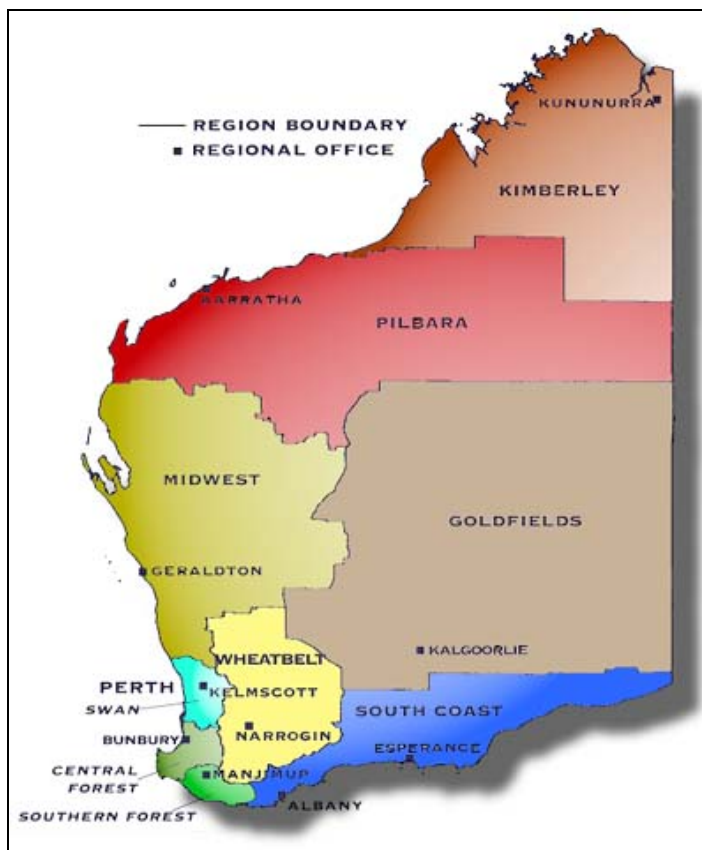 KUNUNURRA
REGION BOUNDARY
REGIONAL OFFICE
KIMBERLEY
KARRATHA
PILBARA
MIDWEST
GOLDFIELDS
GERALDTON
KALGOORLIE
WHEATBELT
PERTH
KELMSCOTT
SWAN
SOUTH COAST
NARROGIN
BUNBURY
ESPERANCE
CENTRAL
FOREST
MANJIMUP
ALBANY
SOUTHERN FOREST